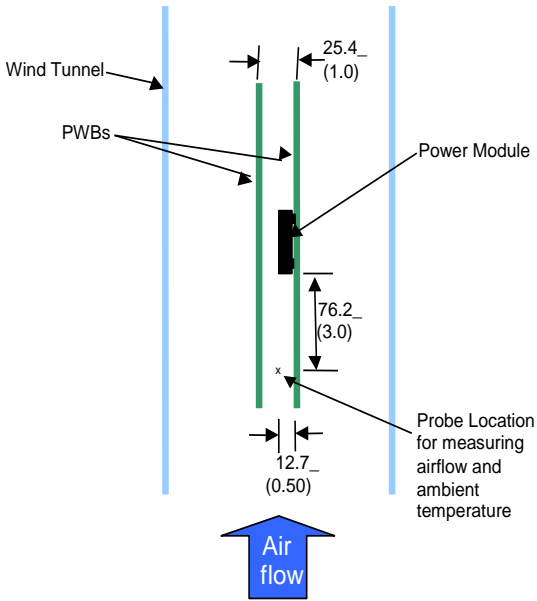 25.4_
(1.0)
Wind Tunnel
PWBs
Power Module
76.2_
(3.0)
x
Probe Location
for measuring
airflow and
ambient
temperature
12.7_
(0.50)
Air
flow